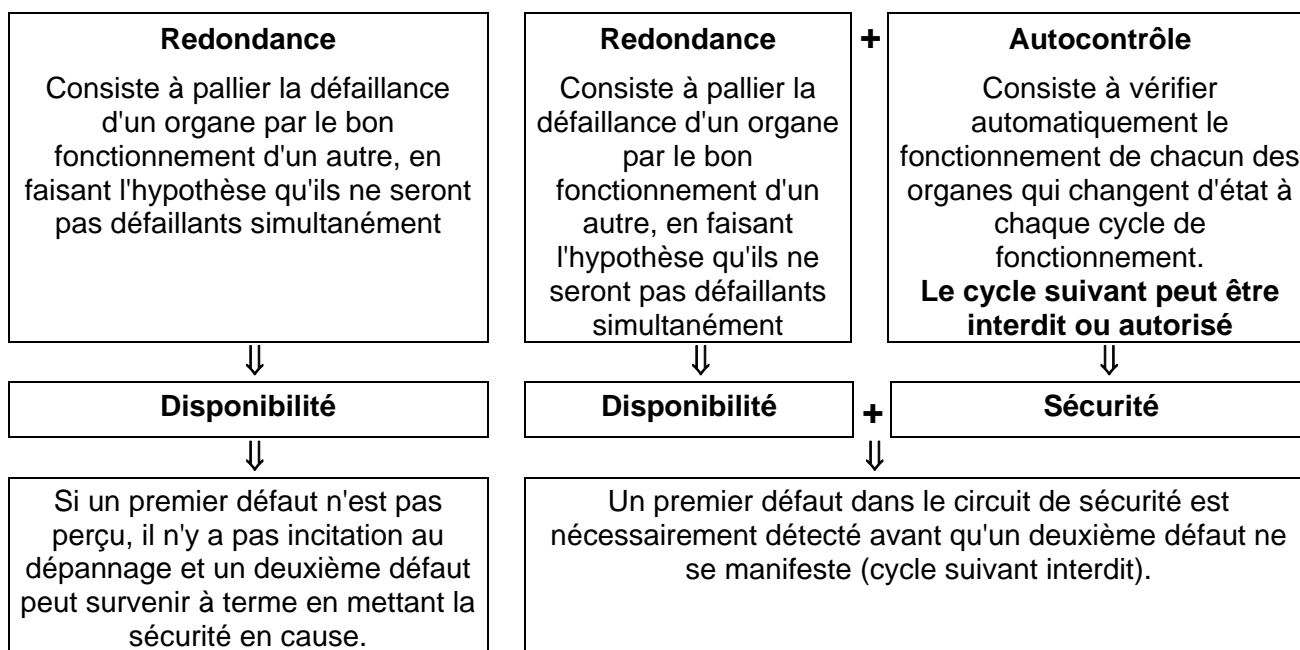 Redondance
Consiste à pallier la défaillance
d'un organe par le bon
fonctionnement d'un autre, en
faisant l'hypothèse qu'ils ne seront
pas défaillants simultanément
⇓
Disponibilité
⇓
Si un premier défaut n'est pas
perçu, il n'y a pas incitation au
dépannage et un deuxième défaut
peut survenir à terme en mettant la
sécurité en cause.
Redondance
Consiste à pallier la
défaillance d'un organe
par le bon
fonctionnement d'un
autre, en faisant
l'hypothèse qu'ils ne
seront pas défaillants
simultanément
+
Autocontrôle
Consiste à vérifier
automatiquement le
fonctionnement de chacun des
organes qui changent d'état à
chaque cycle de
fonctionnement.
Le cycle suivant peut être
interdit ou autorisé
⇓
⇓
Disponibilité
+
Sécurité
⇓
Un premier défaut dans le circuit de sécurité est
nécessairement détecté avant qu'un deuxième défaut ne
se manifeste (cycle suivant interdit).